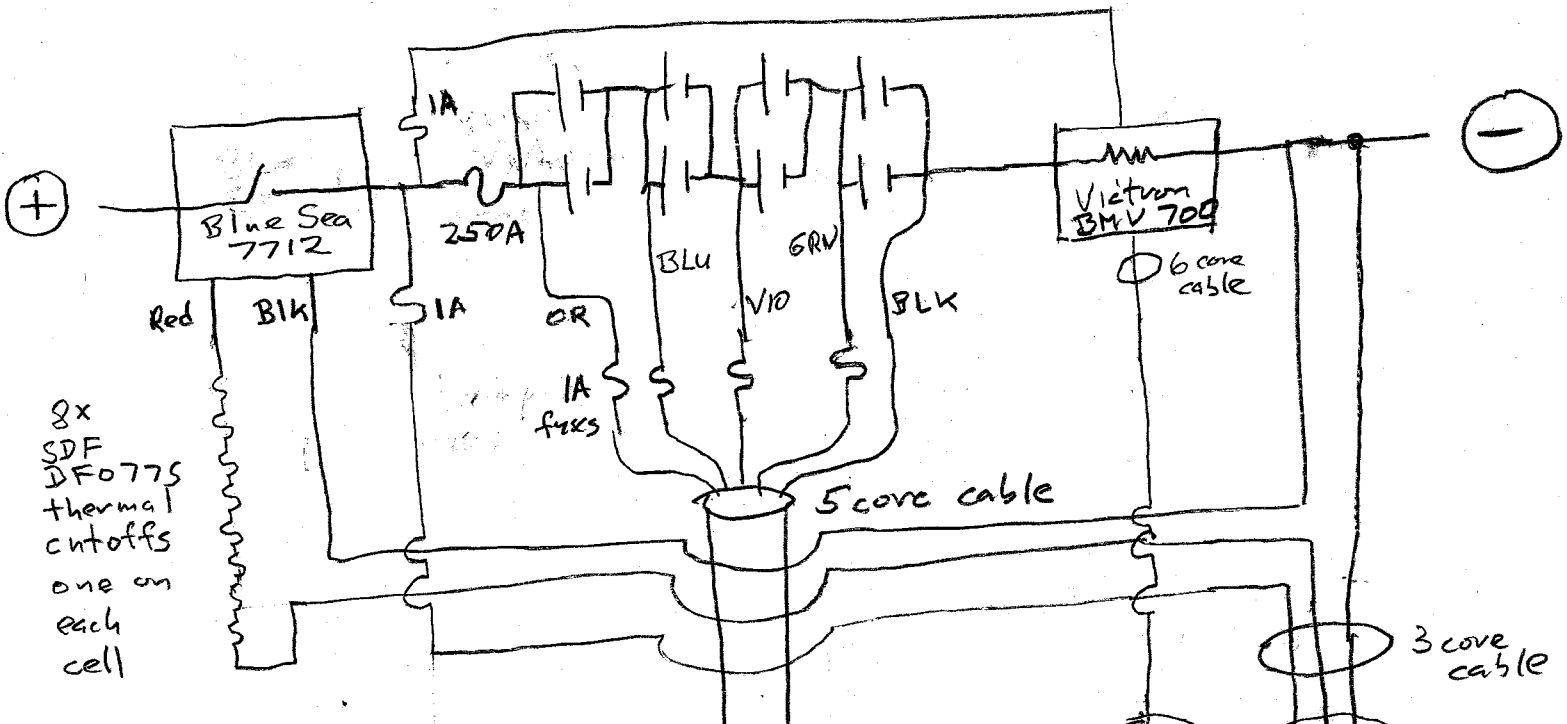 1A
+
Blue Sea
7712
250A
Victron
BMV 700
−
6 core
cable
BLU
GRN
Red
Blk
1A
OR
VIO
BLK
1A
fuses
8x
SDF
DF077S
thermal
cutoffs
one on
each
cell
5 core cable
3 core
cable